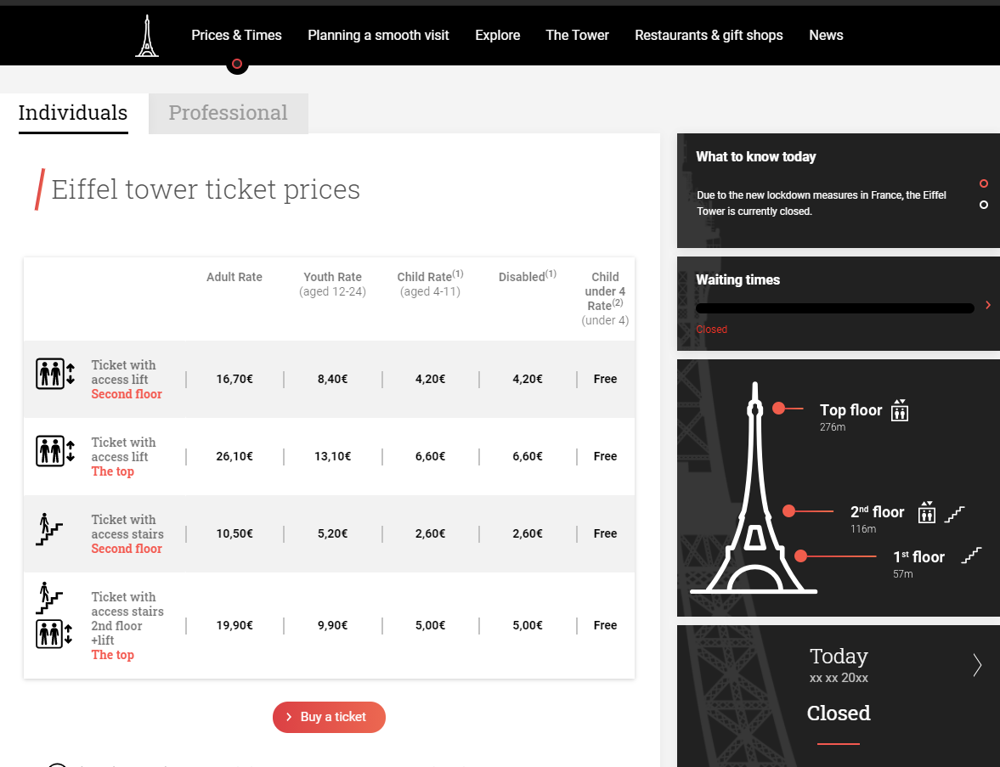 Prices & Times Planning a smooth visit Explore The Tower Restaurants & gift shops News
Individuals Professional
Eiffel tower ticket prices
Adult Rate Youth Rate (aged 12-24) Child Rate(1) (aged 4-11) Disabled(1) Child under 4 Rate(2) (under 4)
Ticket with
access lift
Second floor
16,70€ 8,40€ 4,20€ 4,20€ Free
Ticket with
access lift
The top
26,10€ 13,10€ 6,60€ 6,60€ Free
Ticket with
access stairs
Second floor
10,50€ 5,20€ 2,60€ 2,60€ Free
Ticket with
access stairs
2nd floor
+lift
The top
19,90€ 9,90€ 5,00€ 5,00€ Free
Buy a ticket
What to know today
Due to the new lockdown measures in France, the Eiffel
Tower is currently closed.
Waiting times
Closed
Top floor
276m
2nd floor
116m
1st floor
57m
Today
xx xx 20xx
Closed